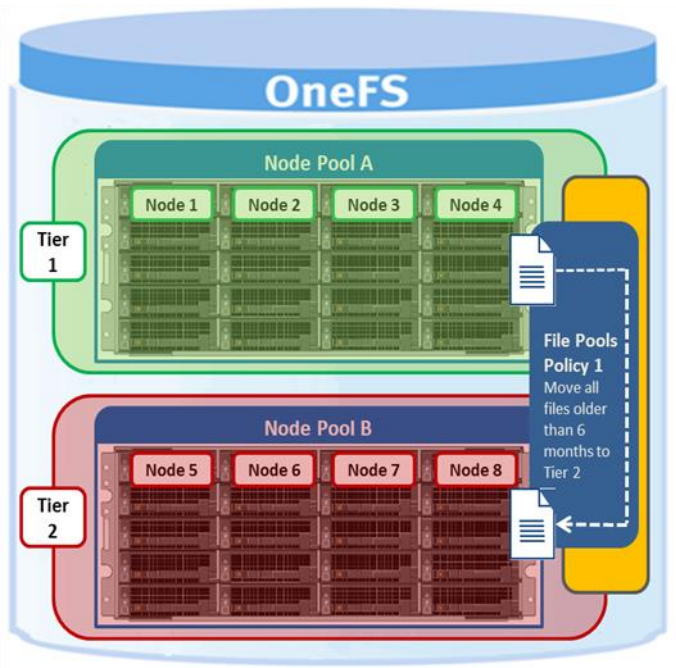 OneFS
Node Pool A
Node 1 Node 2 Node 3 Node 4
Tier
1
File Pools
Policy 1
Move all
files older
than 6
months to
Tier 2
Node Pool B
Node 5 Node 6 Node 7 Node 8
Tier
2